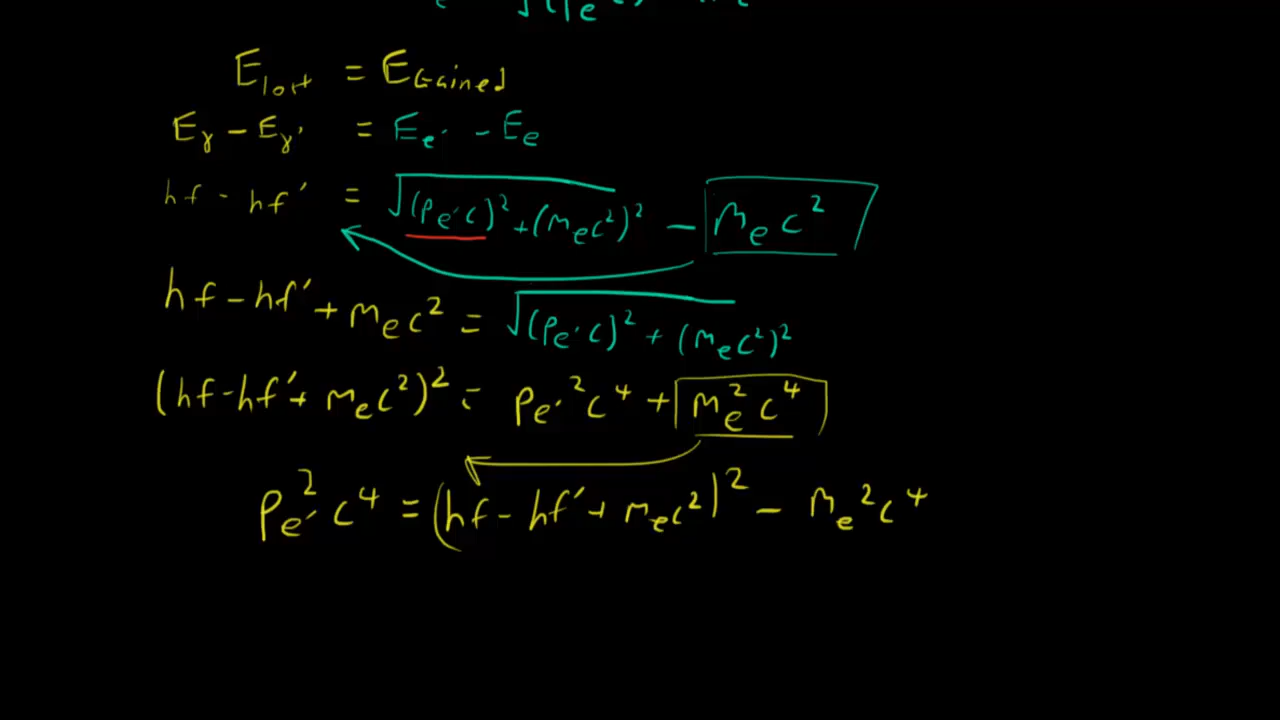 E_lost = E_Gained
E_γ − E_γ' = E_e' − E_e
hf − hf' = √(P_e'c)² + (m_ec²)² − m_ec²
hf − hf' + m_ec² = √(P_e'c)² + (m_ec²)²
(hf − hf' + m_ec²)² = P_e'²c⁴ + m_e²c⁴
P_e'²c⁴ = (hf − hf' + m_ec²)² − m_e²c⁴